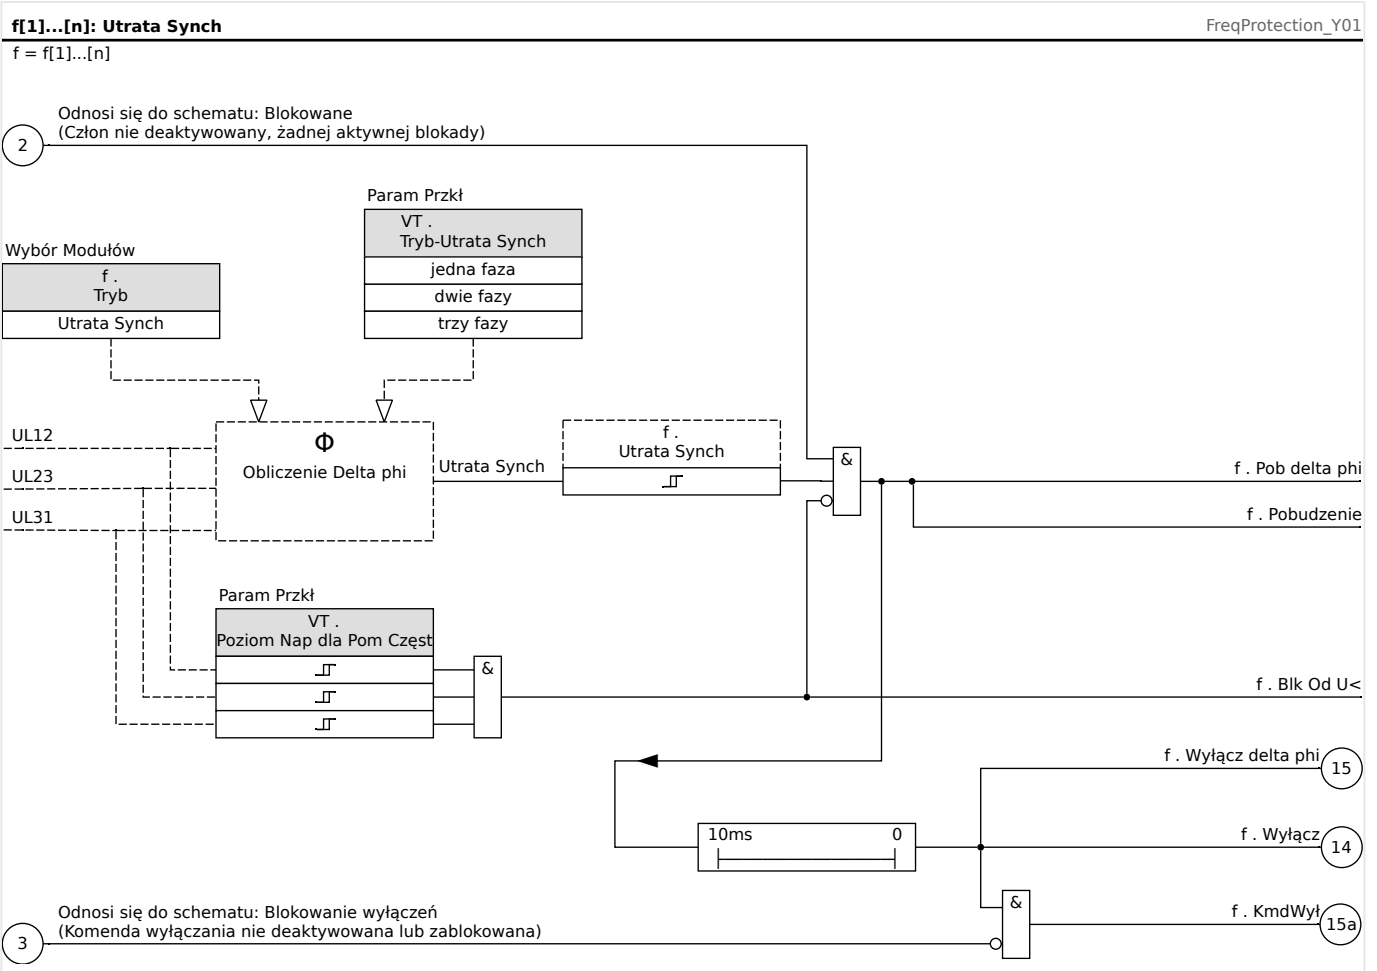 f[1]...[n]: Utrata Synch
FreqProtection_Y01
f = f[1]...[n]
Odnosi się do schematu: Blokowane
(Człon nie deaktywowany, żadnej aktywnej blokady)
2
Param Przkł
VT .
Tryb-Utrata Synch
jedna faza
dwie fazy
trzy fazy
Wybór Modułów
f .
Tryb
Utrata Synch
UL12
UL23
UL31
Φ
Obliczenie Delta phi
Utrata Synch
f .
Utrata Synch
&
f . Pob delta phi
f . Pobudzenie
Param Przkł
VT .
Poziom Nap dla Pom Częst
&
f . Blk Od U<
f . Wyłącz delta phi
15
10ms 0
f . Wyłącz
14
&
f . KmdWył
15a
Odnosi się do schematu: Blokowanie wyłączeń
(Komenda wyłączania nie deaktywowana lub zablokowana)
3